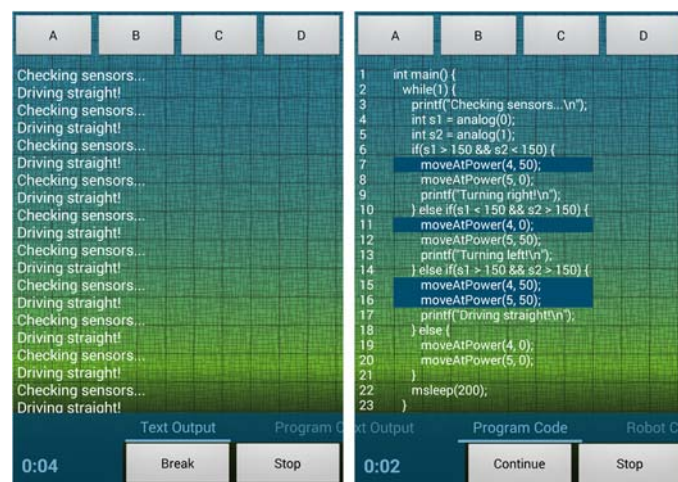 A B C D
Checking sensors...
Driving straight!
Checking sensors...
Driving straight!
Checking sensors...
Driving straight!
Checking sensors...
Driving straight!
Checking sensors...
Driving straight!
Checking sensors...
Driving straight!
Checking sensors...
Driving straight!
Checking sensors...
Driving straight!
Checking sensors...
Driving straight!
Checking sensors...
Driving straight!
Text Output Program C
0:04 Break Stop
A B C D
1 int main() {
2 while(1) {
3 printf("Checking sensors...\n");
4 int s1 = analog(0);
5 int s2 = analog(1);
6 if(s1 > 150 && s2 < 150) {
7 moveAtPower(4, 50);
8 moveAtPower(5, 0);
9 printf("Turning right!\n");
10 } else if(s1 < 150 && s2 > 150) {
11 moveAtPower(4, 0);
12 moveAtPower(5, 50);
13 printf("Turning left!\n");
14 } else if(s1 > 150 && s2 > 150) {
15 moveAtPower(4, 50);
16 moveAtPower(5, 50);
17 printf("Driving straight!\n");
18 } else {
19 moveAtPower(4, 0);
20 moveAtPower(5, 0);
21 }
22 msleep(200);
23 }
xt Output Program Code Robot C
0:02 Continue Stop